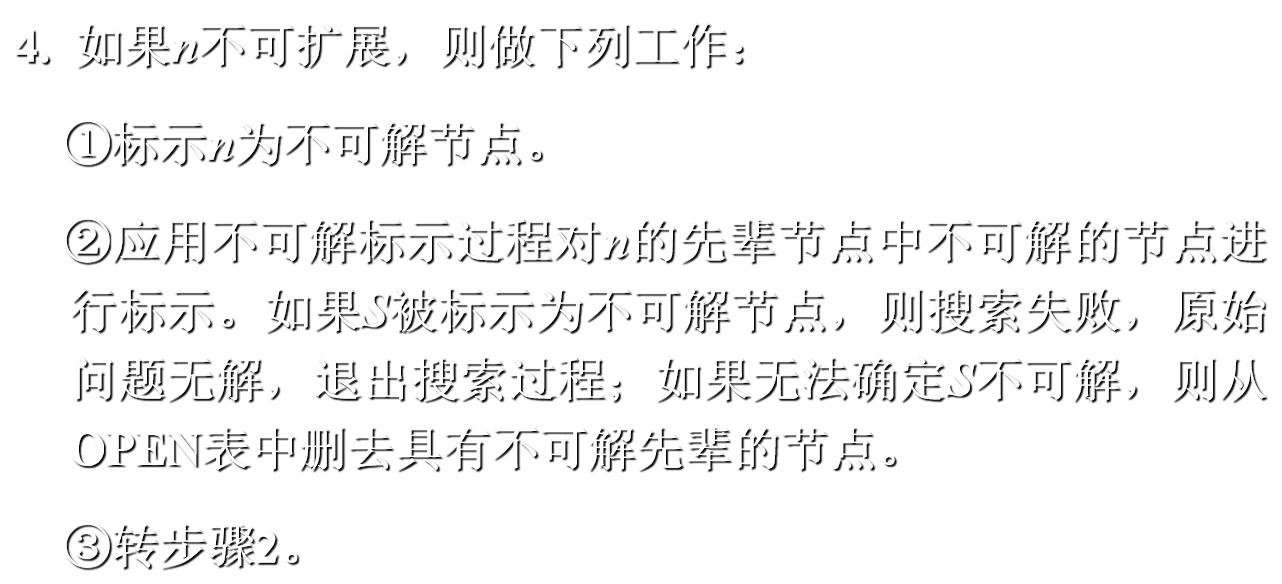 4. 如果n不可扩展，则做下列工作：
①标示n为不可解节点。
②应用不可解标示过程对n的先辈节点中不可解的节点进
行标示。如果S被标示为不可解节点，则搜索失败，原始
问题无解，退出搜索过程；如果无法确定S不可解，则从
OPEN表中删去具有不可解先辈的节点。
③转步骤2。